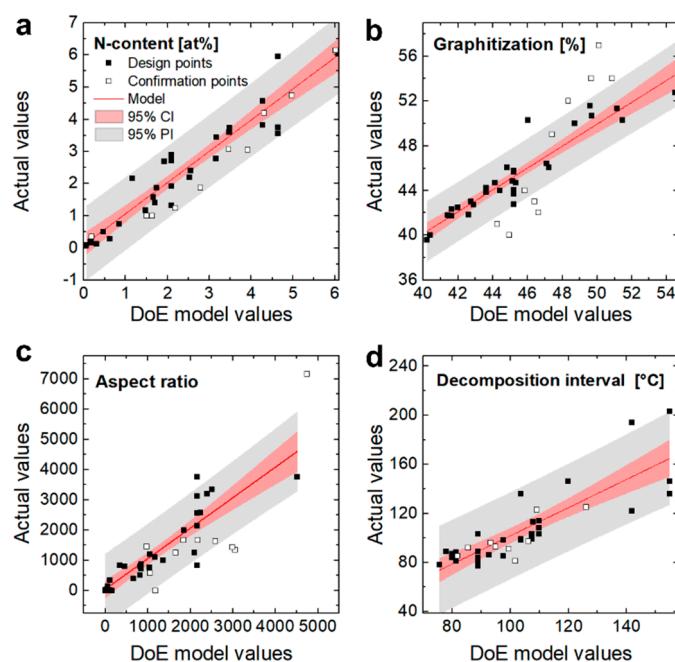 a
N-content [at%]
Design points
Confirmation points
Model
95% CI
95% PI
Actual values
7
6
5
4
3
2
1
0
-1
0 1 2 3 4 5 6
DoE model values
b
Graphitization [%]
Actual values
56
52
48
44
40
36
40 42 44 46 48 50 52 54
DoE model values
c
Aspect ratio
Actual values
7000
6000
5000
4000
3000
2000
1000
0
0 1000 2000 3000 4000 5000
DoE model values
d
Decomposition interval [°C]
Actual values
240
200
160
120
80
40
80 100 120 140
DoE model values